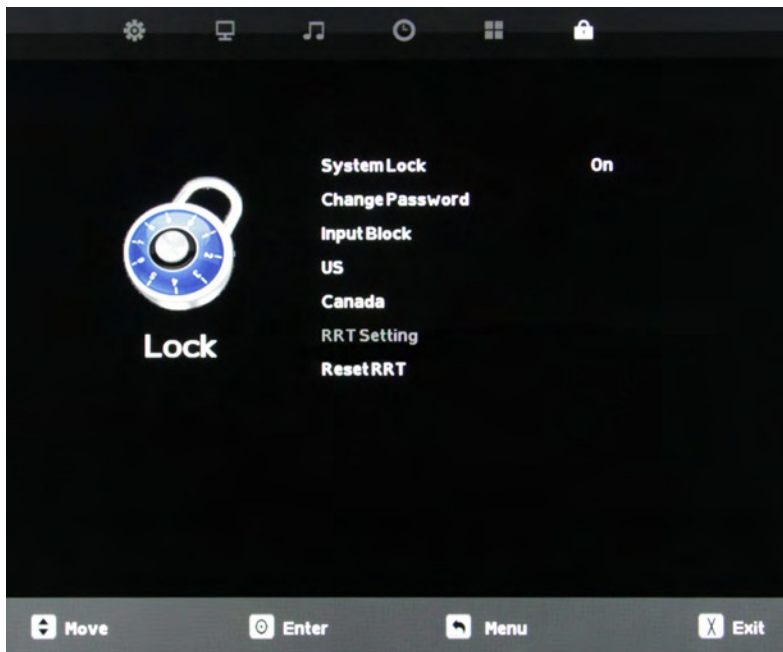 System Lock On
Change Password
Input Block
US
Canada
RRT Setting
Reset RRT
Lock
Move Enter Menu Exit